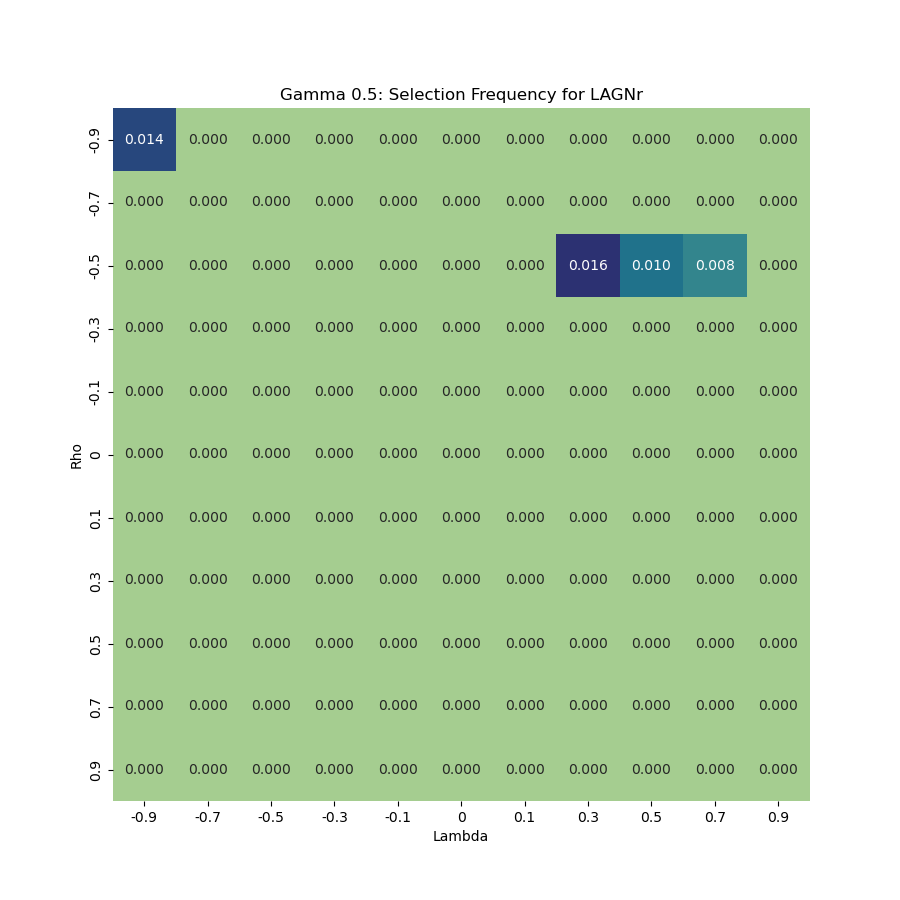 Gamma 0.5: Selection Frequency for LAGNr
-0.9 0.014 0.000 0.000 0.000 0.000 0.000 0.000 0.000 0.000 0.000 0.000
-0.7 0.000 0.000 0.000 0.000 0.000 0.000 0.000 0.000 0.000 0.000 0.000
-0.5 0.000 0.000 0.000 0.000 0.000 0.000 0.000 0.016 0.010 0.008 0.000
-0.3 0.000 0.000 0.000 0.000 0.000 0.000 0.000 0.000 0.000 0.000 0.000
-0.1 0.000 0.000 0.000 0.000 0.000 0.000 0.000 0.000 0.000 0.000 0.000
Rho
0 0.000 0.000 0.000 0.000 0.000 0.000 0.000 0.000 0.000 0.000 0.000
0.1 0.000 0.000 0.000 0.000 0.000 0.000 0.000 0.000 0.000 0.000 0.000
0.3 0.000 0.000 0.000 0.000 0.000 0.000 0.000 0.000 0.000 0.000 0.000
0.5 0.000 0.000 0.000 0.000 0.000 0.000 0.000 0.000 0.000 0.000 0.000
0.7 0.000 0.000 0.000 0.000 0.000 0.000 0.000 0.000 0.000 0.000 0.000
0.9 0.000 0.000 0.000 0.000 0.000 0.000 0.000 0.000 0.000 0.000 0.000
-0.9 -0.7 -0.5 -0.3 -0.1 0 0.1 0.3 0.5 0.7 0.9
Lambda